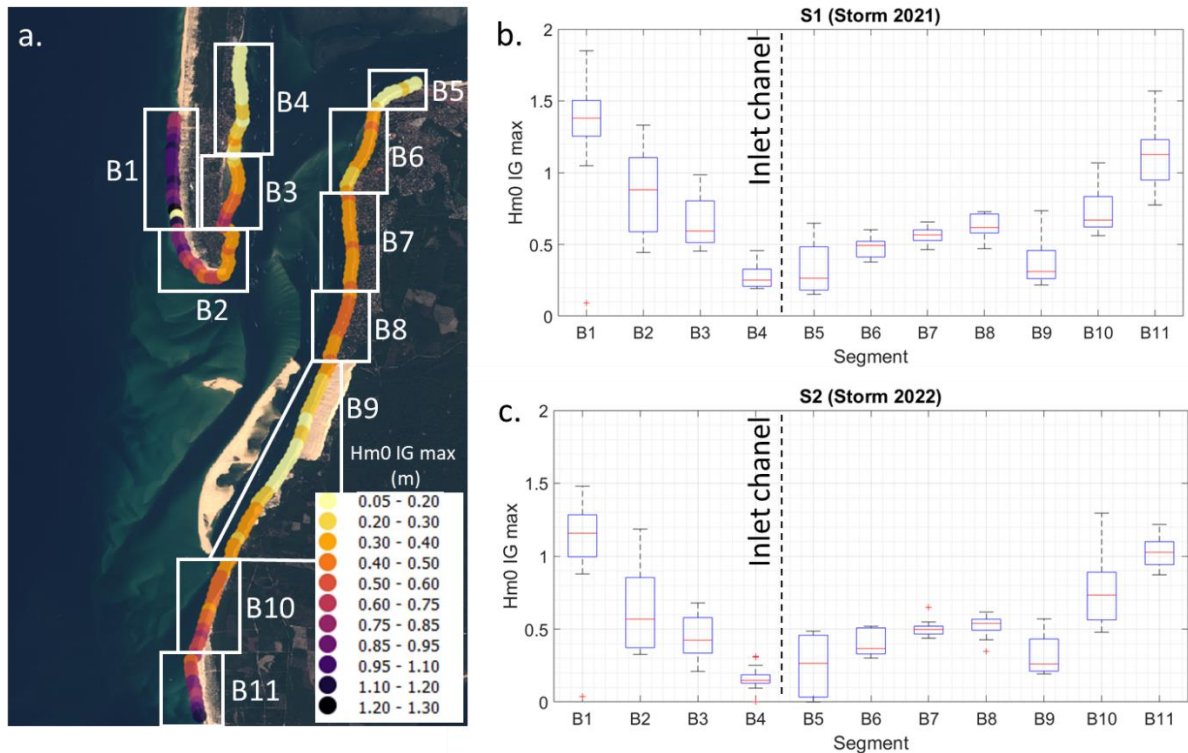 a.
B4
B5
B1
B6
B3
B7
B2
B8
B9
Hm0 IG max
(m)
0.05 - 0.20
0.20 - 0.30
0.30 - 0.40
0.40 - 0.50
0.50 - 0.60
0.60 - 0.75
0.75 - 0.85
0.85 - 0.95
0.95 - 1.10
1.10 - 1.20
1.20 - 1.30
B10
B11
b.
S1 (Storm 2021)
2
1.5
1
0.5
0
Hm0 IG max
Inlet channel
B1 B2 B3 B4 B5 B6 B7 B8 B9 B10 B11
Segment
c.
S2 (Storm 2022)
2
1.5
1
0.5
0
Hm0 IG max
Inlet channel
B1 B2 B3 B4 B5 B6 B7 B8 B9 B10 B11
Segment